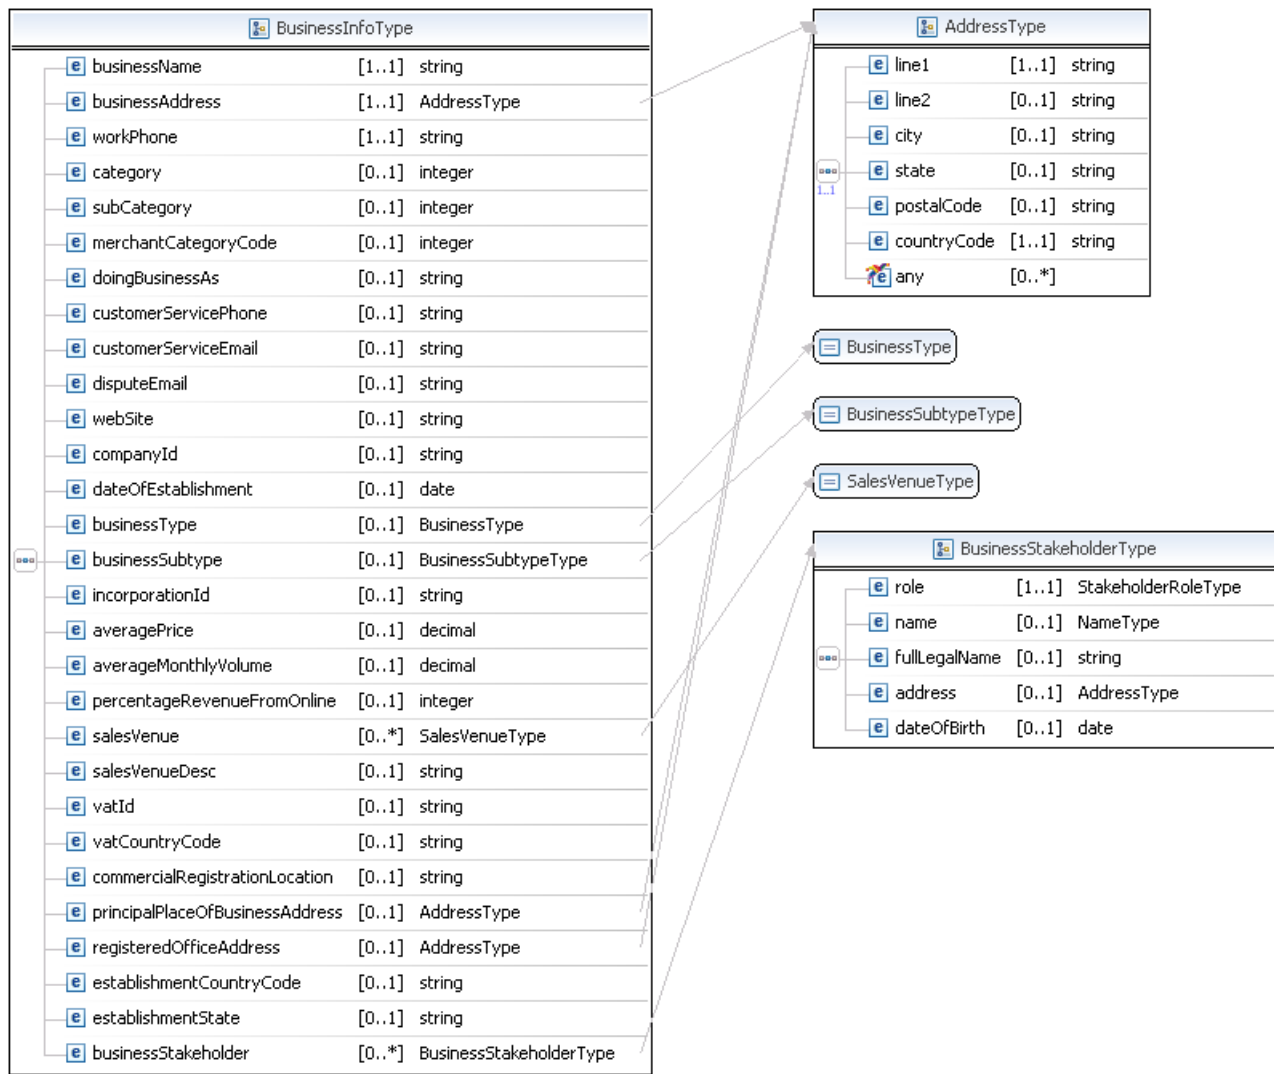 BusinessInfoType
businessName [1..1] string
businessAddress [1..1] AddressType
workPhone [1..1] string
category [0..1] integer
subCategory [0..1] integer
merchantCategoryCode [0..1] integer
doingBusinessAs [0..1] string
customerServicePhone [0..1] string
customerServiceEmail [0..1] string
disputeEmail [0..1] string
webSite [0..1] string
companyId [0..1] string
dateOfEstablishment [0..1] date
businessType [0..1] BusinessType
businessSubtype [0..1] BusinessSubtypeType
incorporationId [0..1] string
averagePrice [0..1] decimal
averageMonthlyVolume [0..1] decimal
percentageRevenueFromOnline [0..1] integer
salesVenue [0..*] SalesVenueType
salesVenueDesc [0..1] string
vatId [0..1] string
vatCountryCode [0..1] string
commercialRegistrationLocation [0..1] string
principalPlaceOfBusinessAddress [0..1] AddressType
registeredOfficeAddress [0..1] AddressType
establishmentCountryCode [0..1] string
establishmentState [0..1] string
businessStakeholder [0..*] BusinessStakeholderType
AddressType
line1 [1..1] string
line2 [0..1] string
city [0..1] string
state [0..1] string
1..1
postalCode [0..1] string
countryCode [1..1] string
any [0..*]
BusinessType
BusinessSubtypeType
SalesVenueType
BusinessStakeholderType
role [1..1] StakeholderRoleType
name [0..1] NameType
fullLegalName [0..1] string
address [0..1] AddressType
dateOfBirth [0..1] date